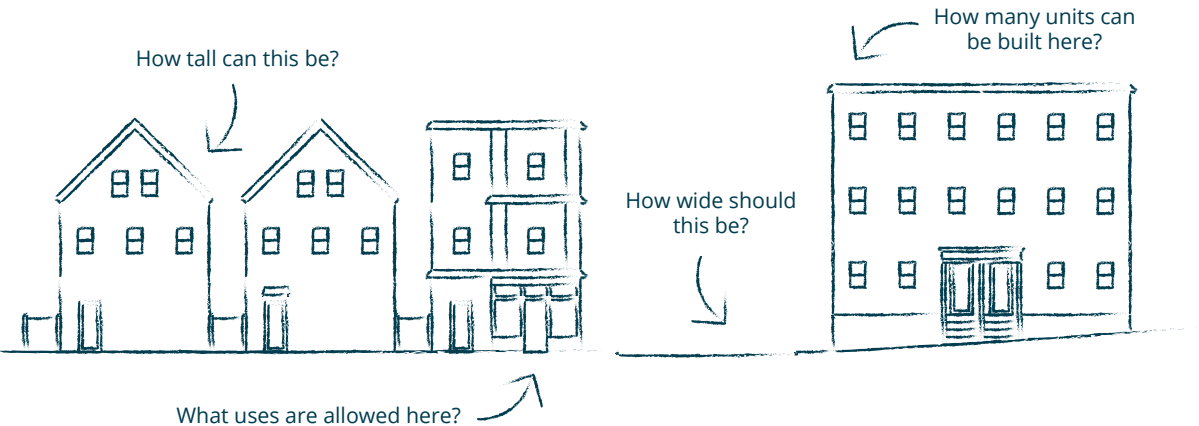 How many units can
be built here?
How tall can this be?
How wide should
this be?
What uses are allowed here?